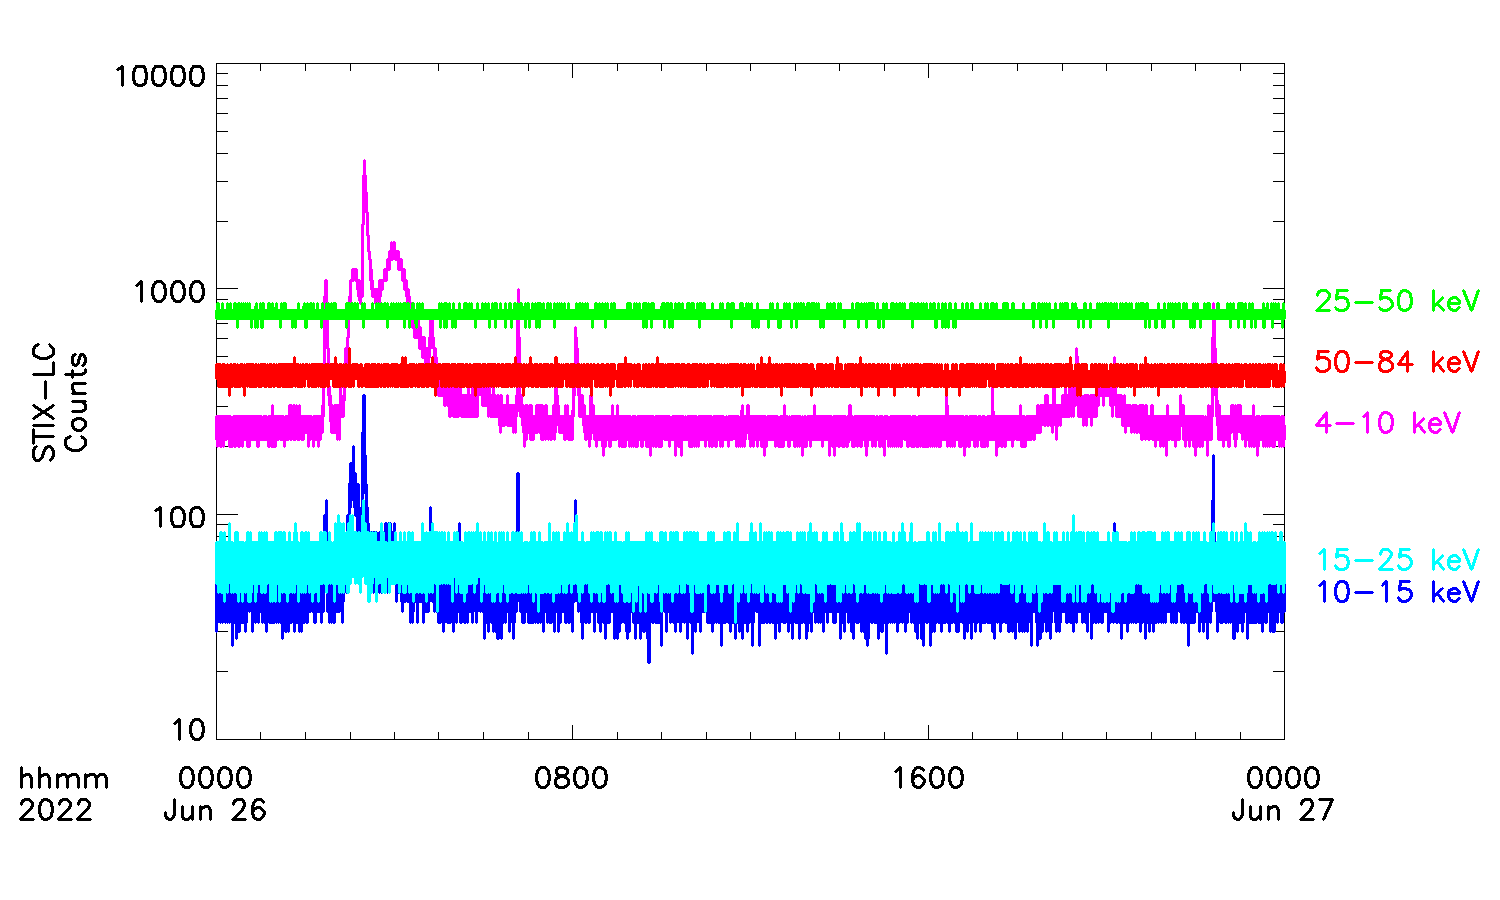 10000
1000
100
10
STIX-LC
Counts
25-50 keV
50-84 keV
4-10 keV
15-25 keV
10-15 keV
hhmm 0000 0800 1600 0000
2022 Jun 26 Jun 27